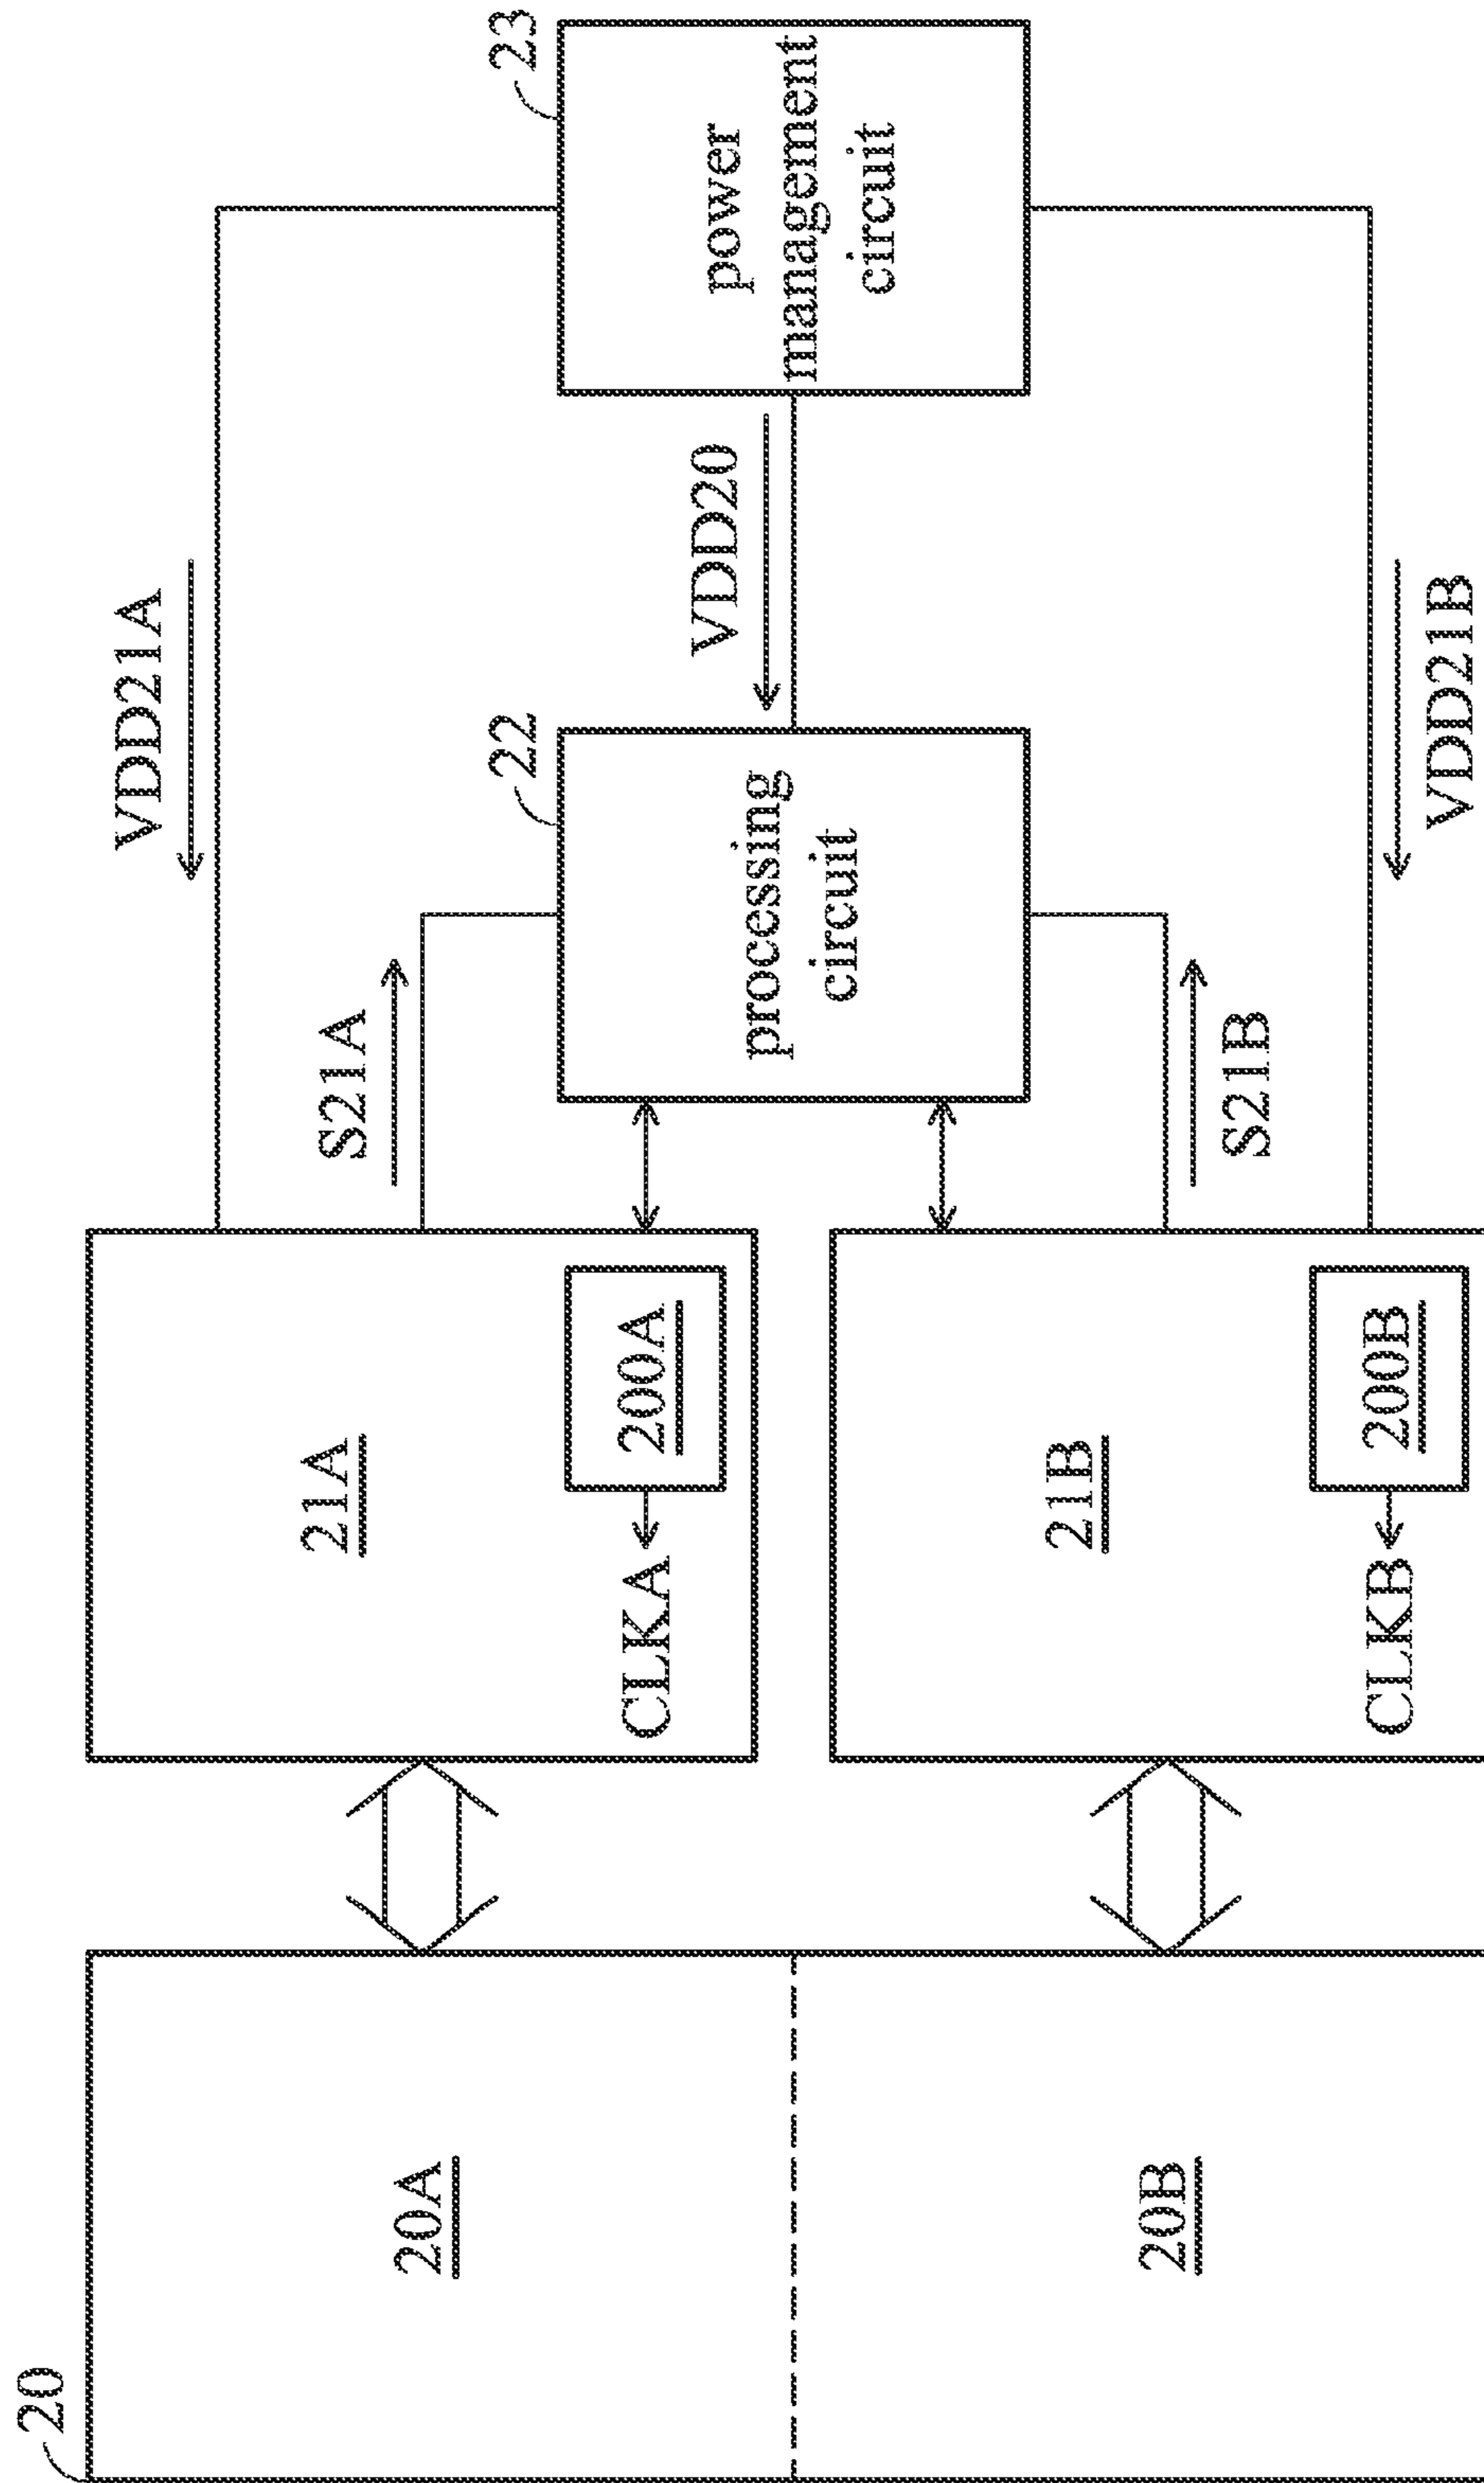 20
20A
20B
21A
CLKA
200A
21B
CLKB
200B
S21A
S21B
22
processing
circuit
VDD21A
VDD20
VDD21B
23
power
management
circuit